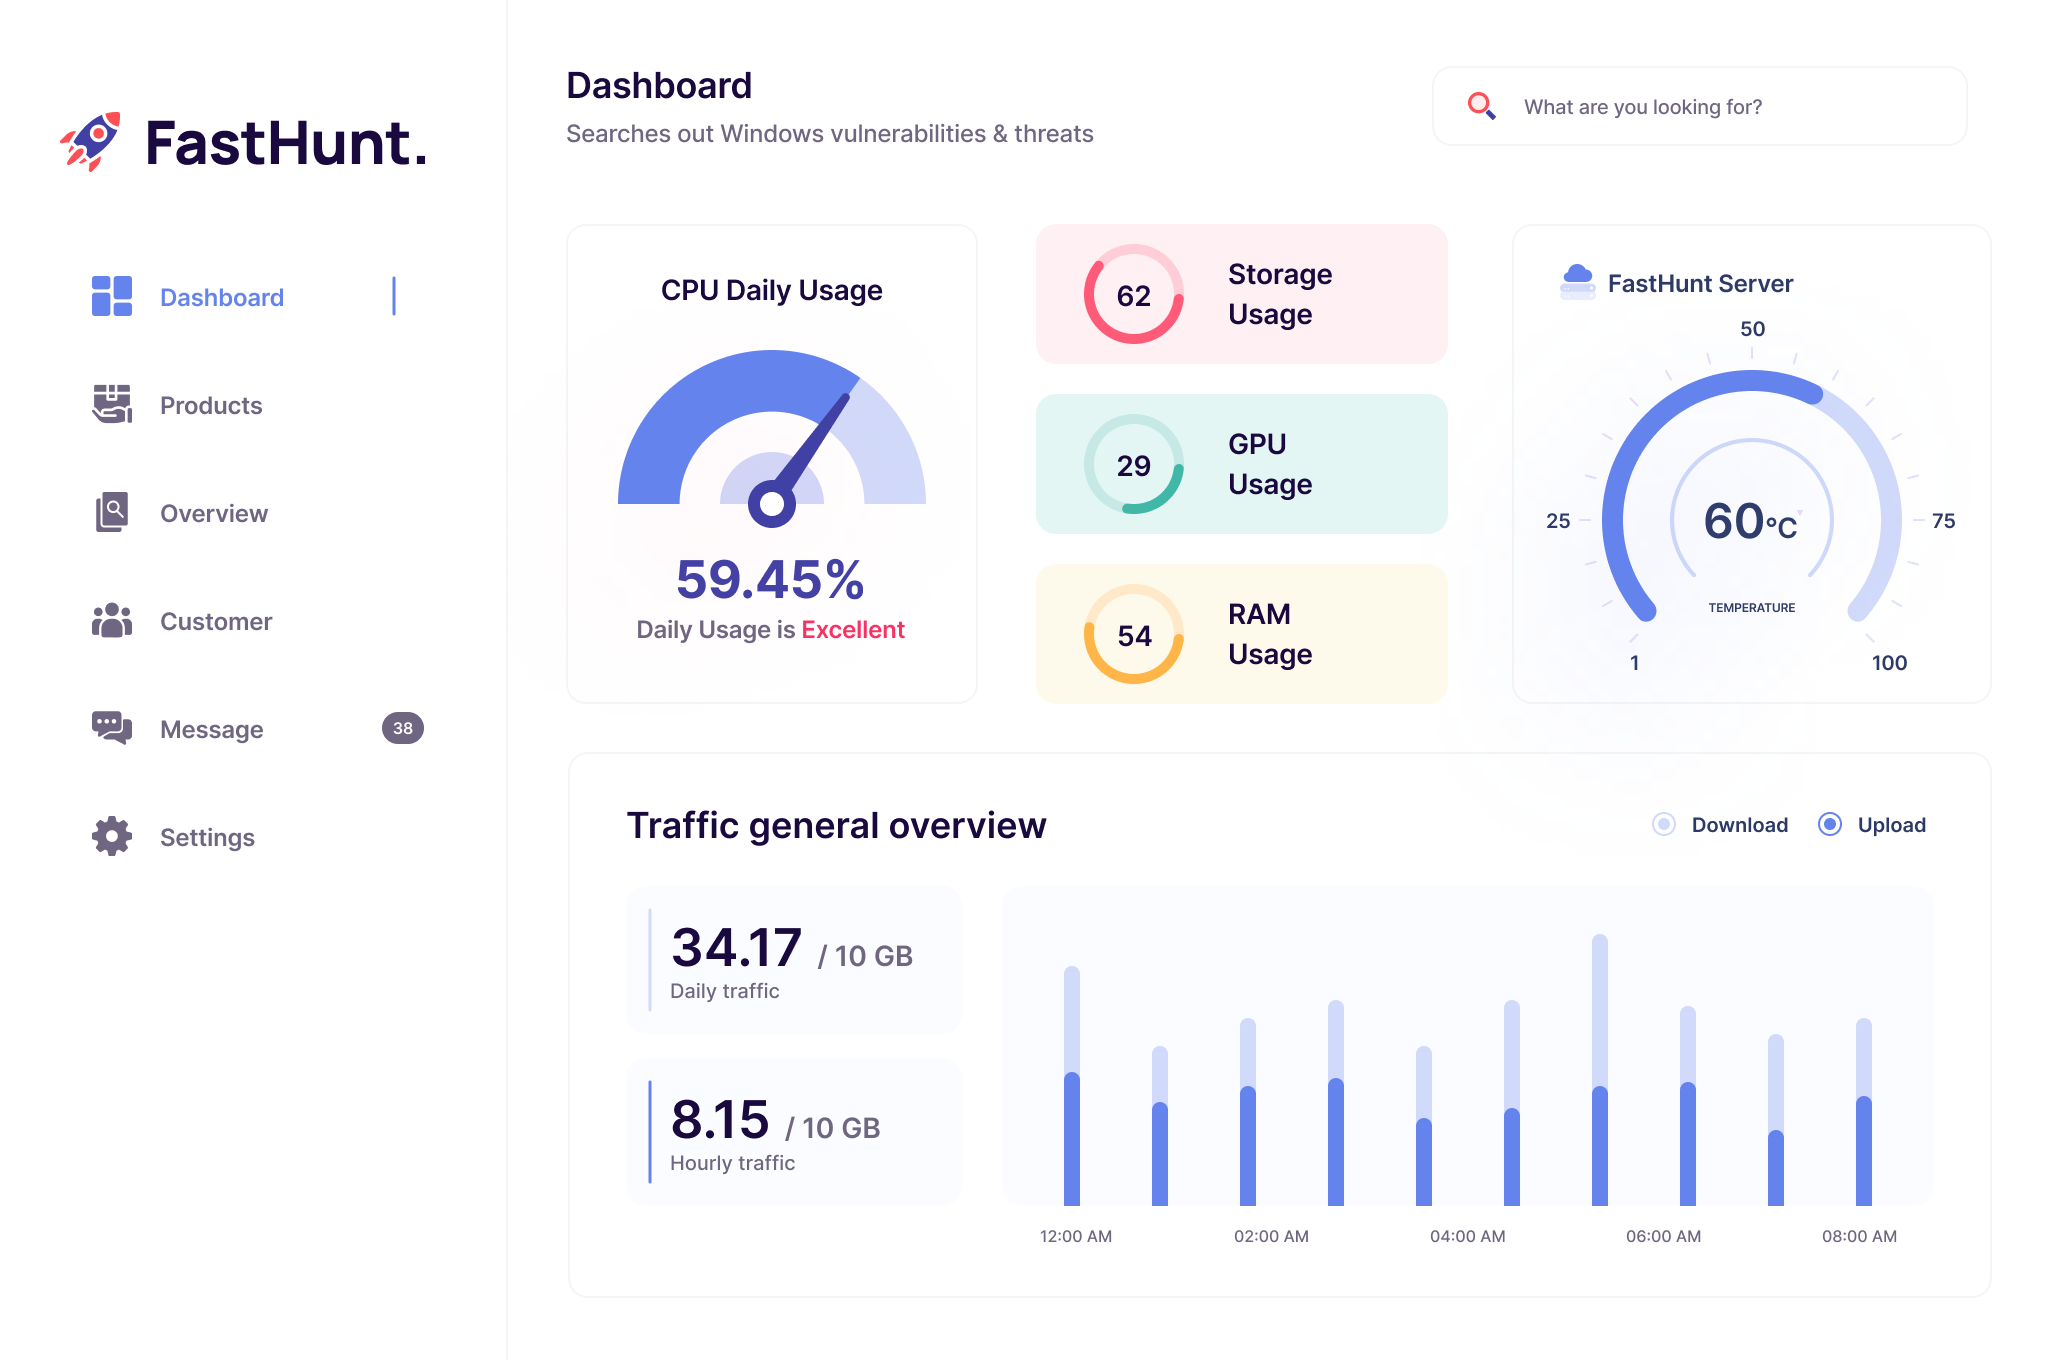 FastHunt.
Dashboard
Products
Overview
Customer
Message
38
Settings
Dashboard
Searches out Windows vulnerabilities & threats
What are you looking for?
CPU Daily Usage
59.45%
Daily Usage is Excellent
62
Storage
Usage
29
GPU
Usage
54
RAM
Usage
FastHunt Server
50
25
75
60°C
TEMPERATURE
1
100
Traffic general overview
Download
Upload
34.17 / 10 GB
Daily traffic
8.15 / 10 GB
Hourly traffic
12:00 AM
02:00 AM
04:00 AM
06:00 AM
08:00 AM